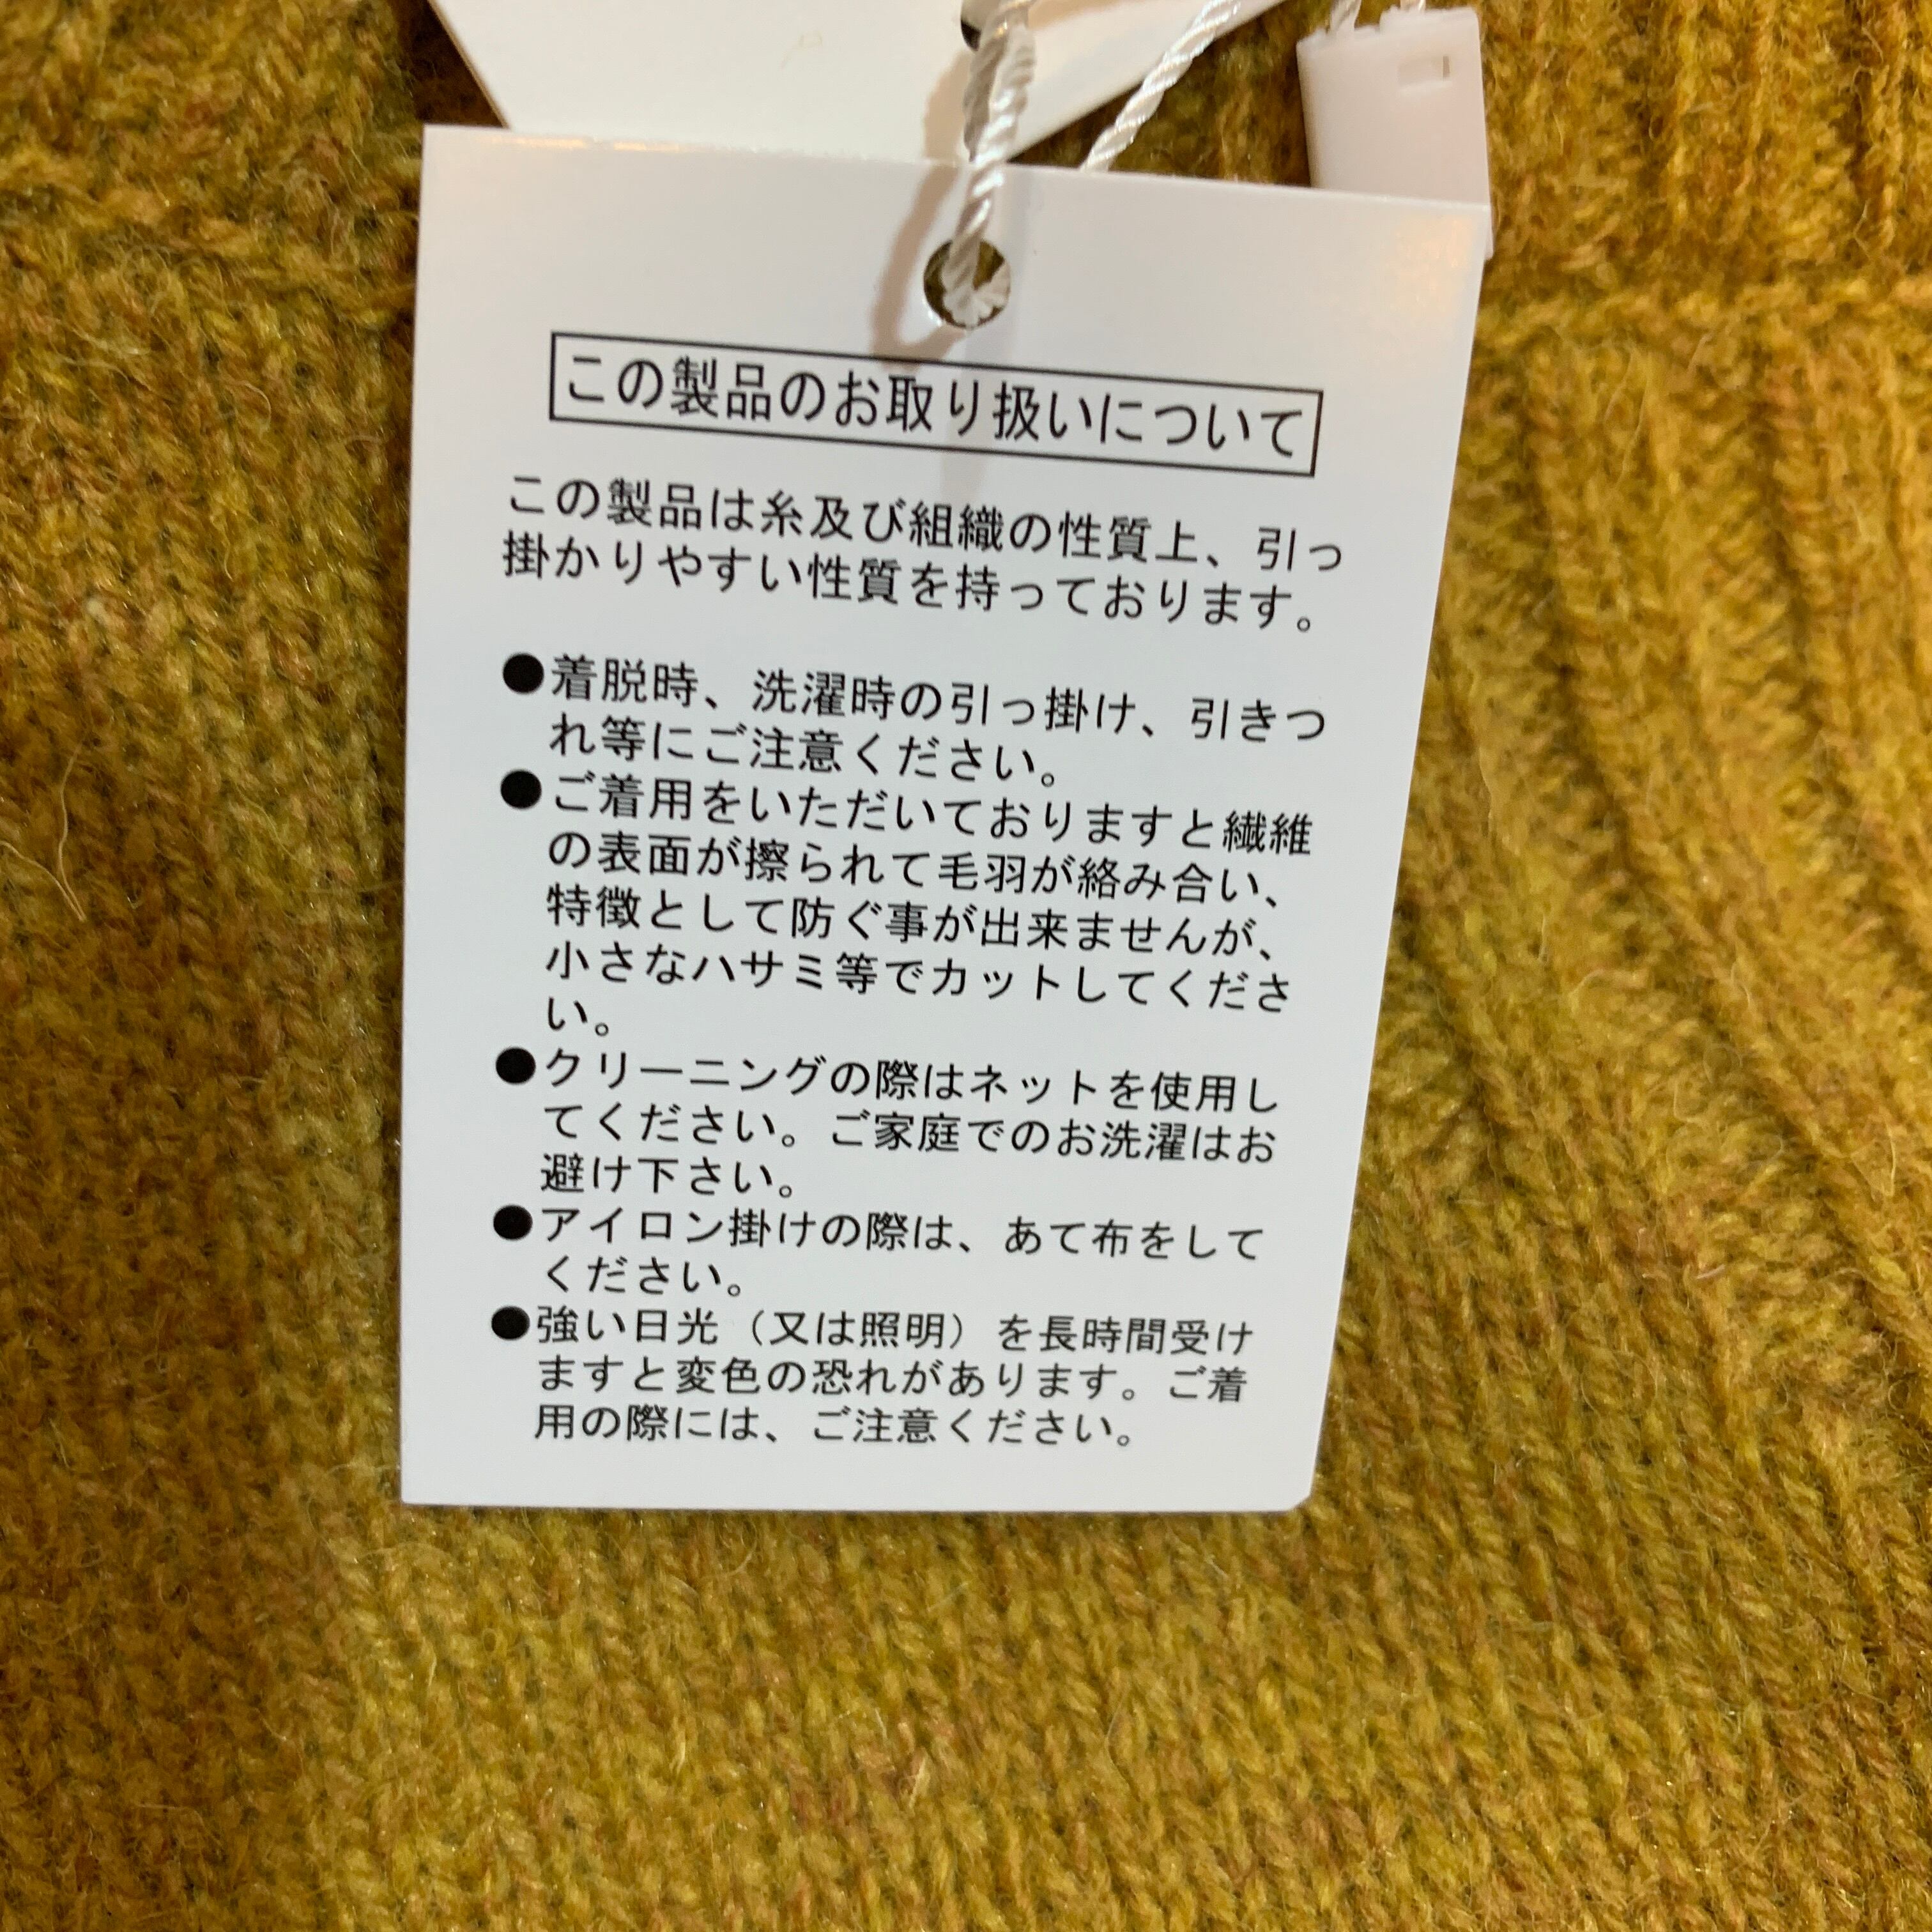 この製品のお取り扱いについて
この製品は糸及び組織の性質上、引っ
掛かりやすい性質を持っております。
●着脱時、洗濯時の引っ掛け、引きつ
れ等にご注意ください。
●ご着用をいただいておりますと繊維
の表面が擦られて毛羽が絡み合い、
特徴として防ぐ事が出来ませんが、
小さなハサミ等でカットしてくださ
い。
●クリーニングの際はネットを使用し
てください。ご家庭でのお洗濯はお
避け下さい。
●アイロン掛けの際は、あて布をして
ください。
●強い日光（又は照明）を長時間受け
ますと変色の恐れがあります。ご着
用の際には、ご注意ください。